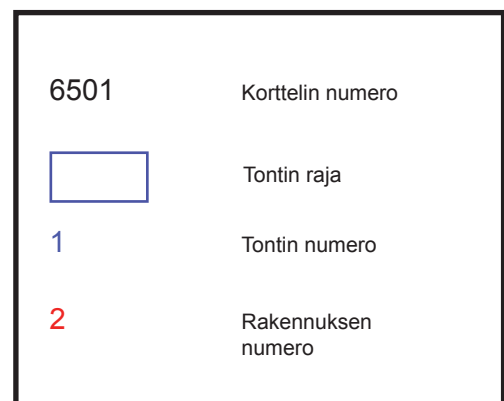 6501 Korttelin numero
Tontin raja
1 Tontin numero
2 Rakennuksen
numero